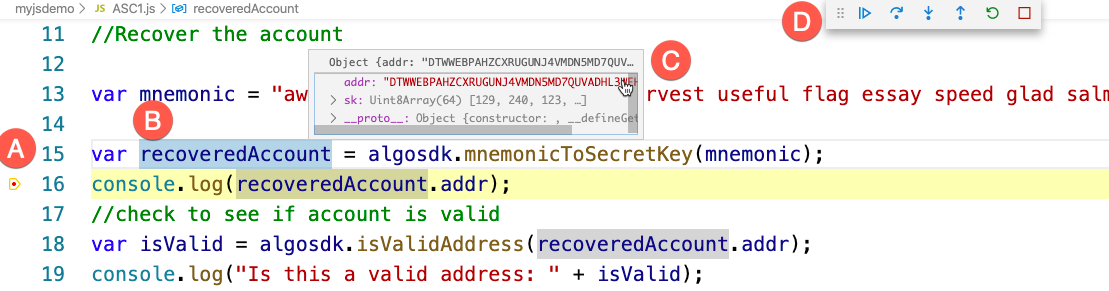 myjsdemo > JS ASC1.js > recoveredAccount
D
11 //Recover the account
12
Object {addr: "DTWWEBPAHZCXRUGUNJ4VMDN5MD7QUV…
C
addr: "DTWWEBPAHZCXRUGUNJ4VMDN5MD7QUVADHL3
> sk: Uint8Array(64) [129, 240, 123, …]
> __proto__: Object {constructor: , __defineGet
13 var mnemonic = "aw rvest useful flag essay speed glad salm
14
B
A
15 var recoveredAccount = algosdk.mnemonicToSecretKey(mnemonic);
16 console.log(recoveredAccount.addr);
17 //check to see if account is valid
18 var isValid = algosdk.isValidAddress(recoveredAccount.addr);
19 console.log("Is this a valid address: " + isValid);